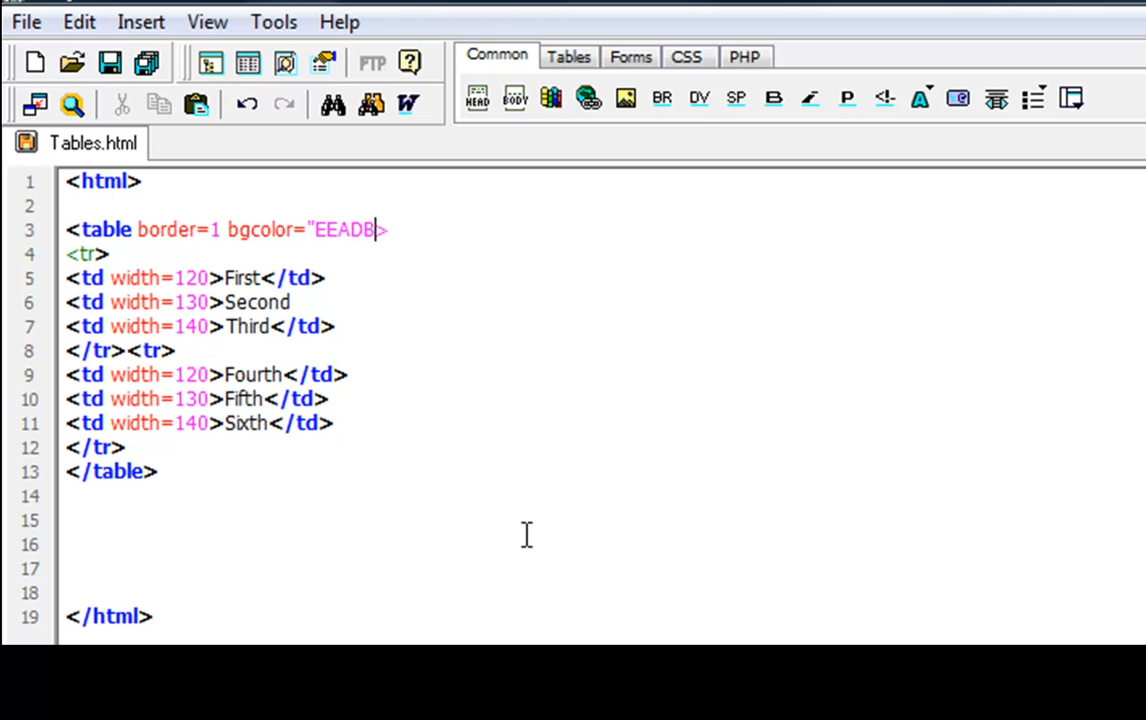 File Edit Insert View Tools Help
FTP ? W
Common Tables Forms CSS PHP
HEAD BODY BR DV SP B P A
Tables.html
1 <html>
2
3 <table border=1 bgcolor="EEADB>
4 <tr>
5 <td width=120>First</td>
6 <td width=130>Second
7 <td width=140>Third</td>
8 </tr><tr>
9 <td width=120>Fourth</td>
10 <td width=130>Fifth</td>
11 <td width=140>Sixth</td>
12 </tr>
13 </table>
14
15
16
17
18
19 </html>